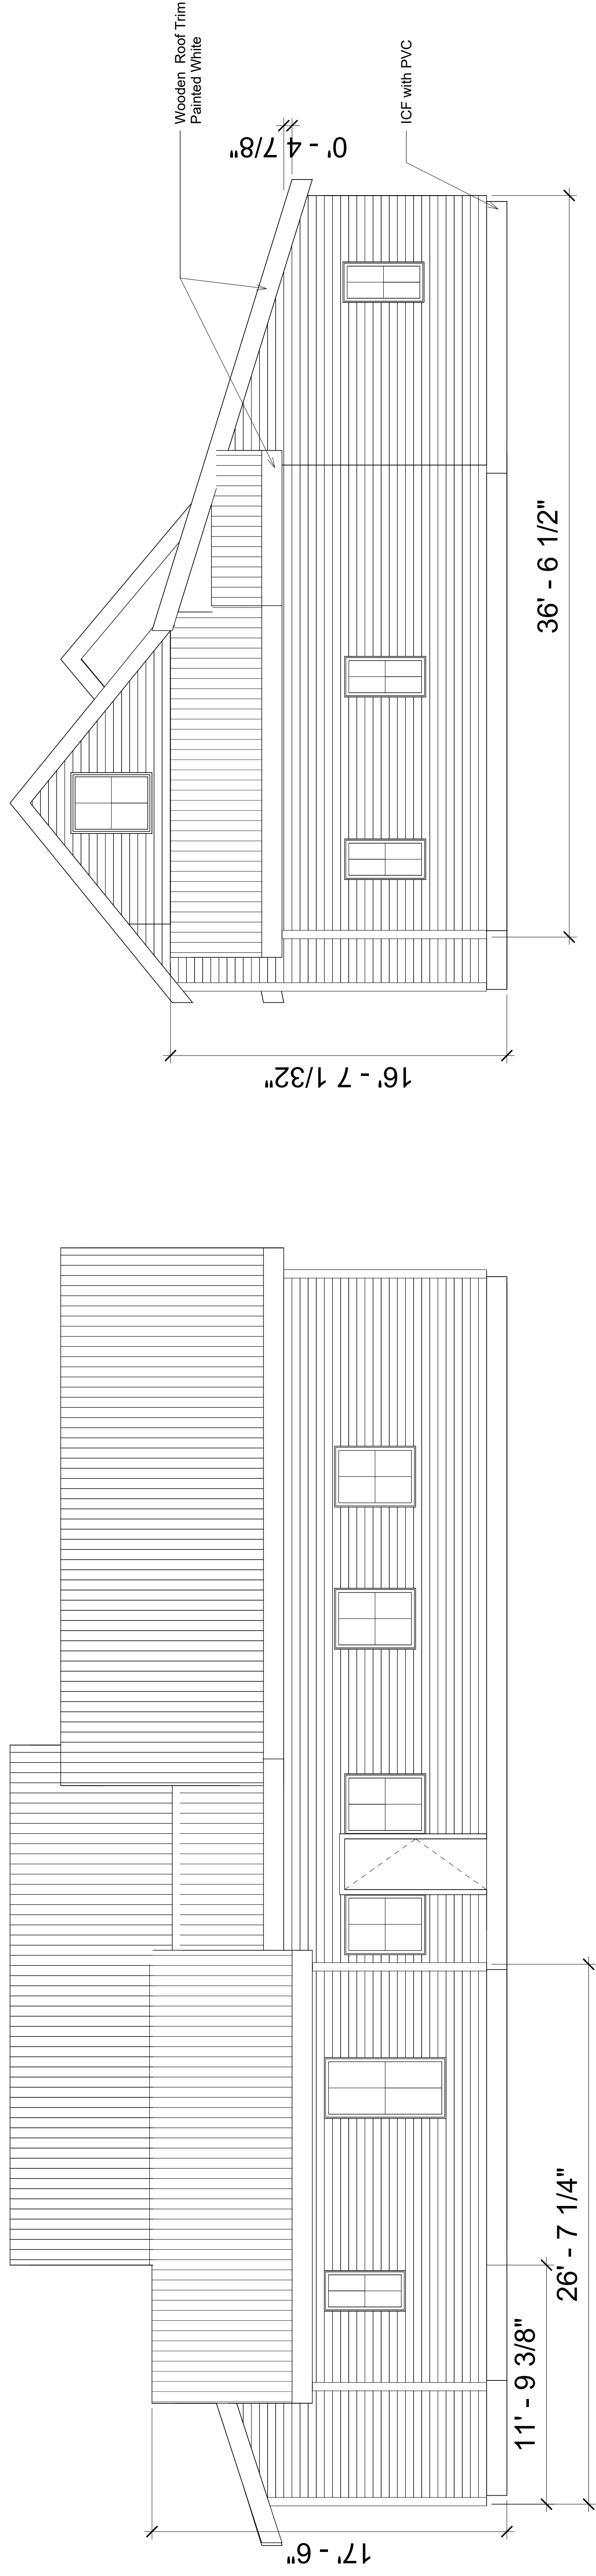 Wooden Roof Trim
Painted White
0' - 4 7/8"
ICF with PVC
36' - 6 1/2"
16' - 7 1/32"
26' - 7 1/4"
11' - 9 3/8"
17' - 6"